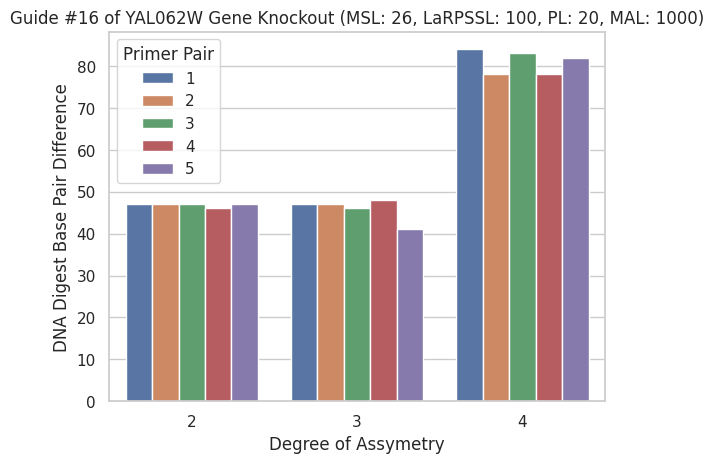 Guide #16 of YAL062W Gene Knockout (MSL: 26, LaRPSSL: 100, PL: 20, MAL: 1000)
Primer Pair
1
2
3
4
5
DNA Digest Base Pair Difference
80
70
60
50
40
30
20
10
0
2 3 4
Degree of Assymetry